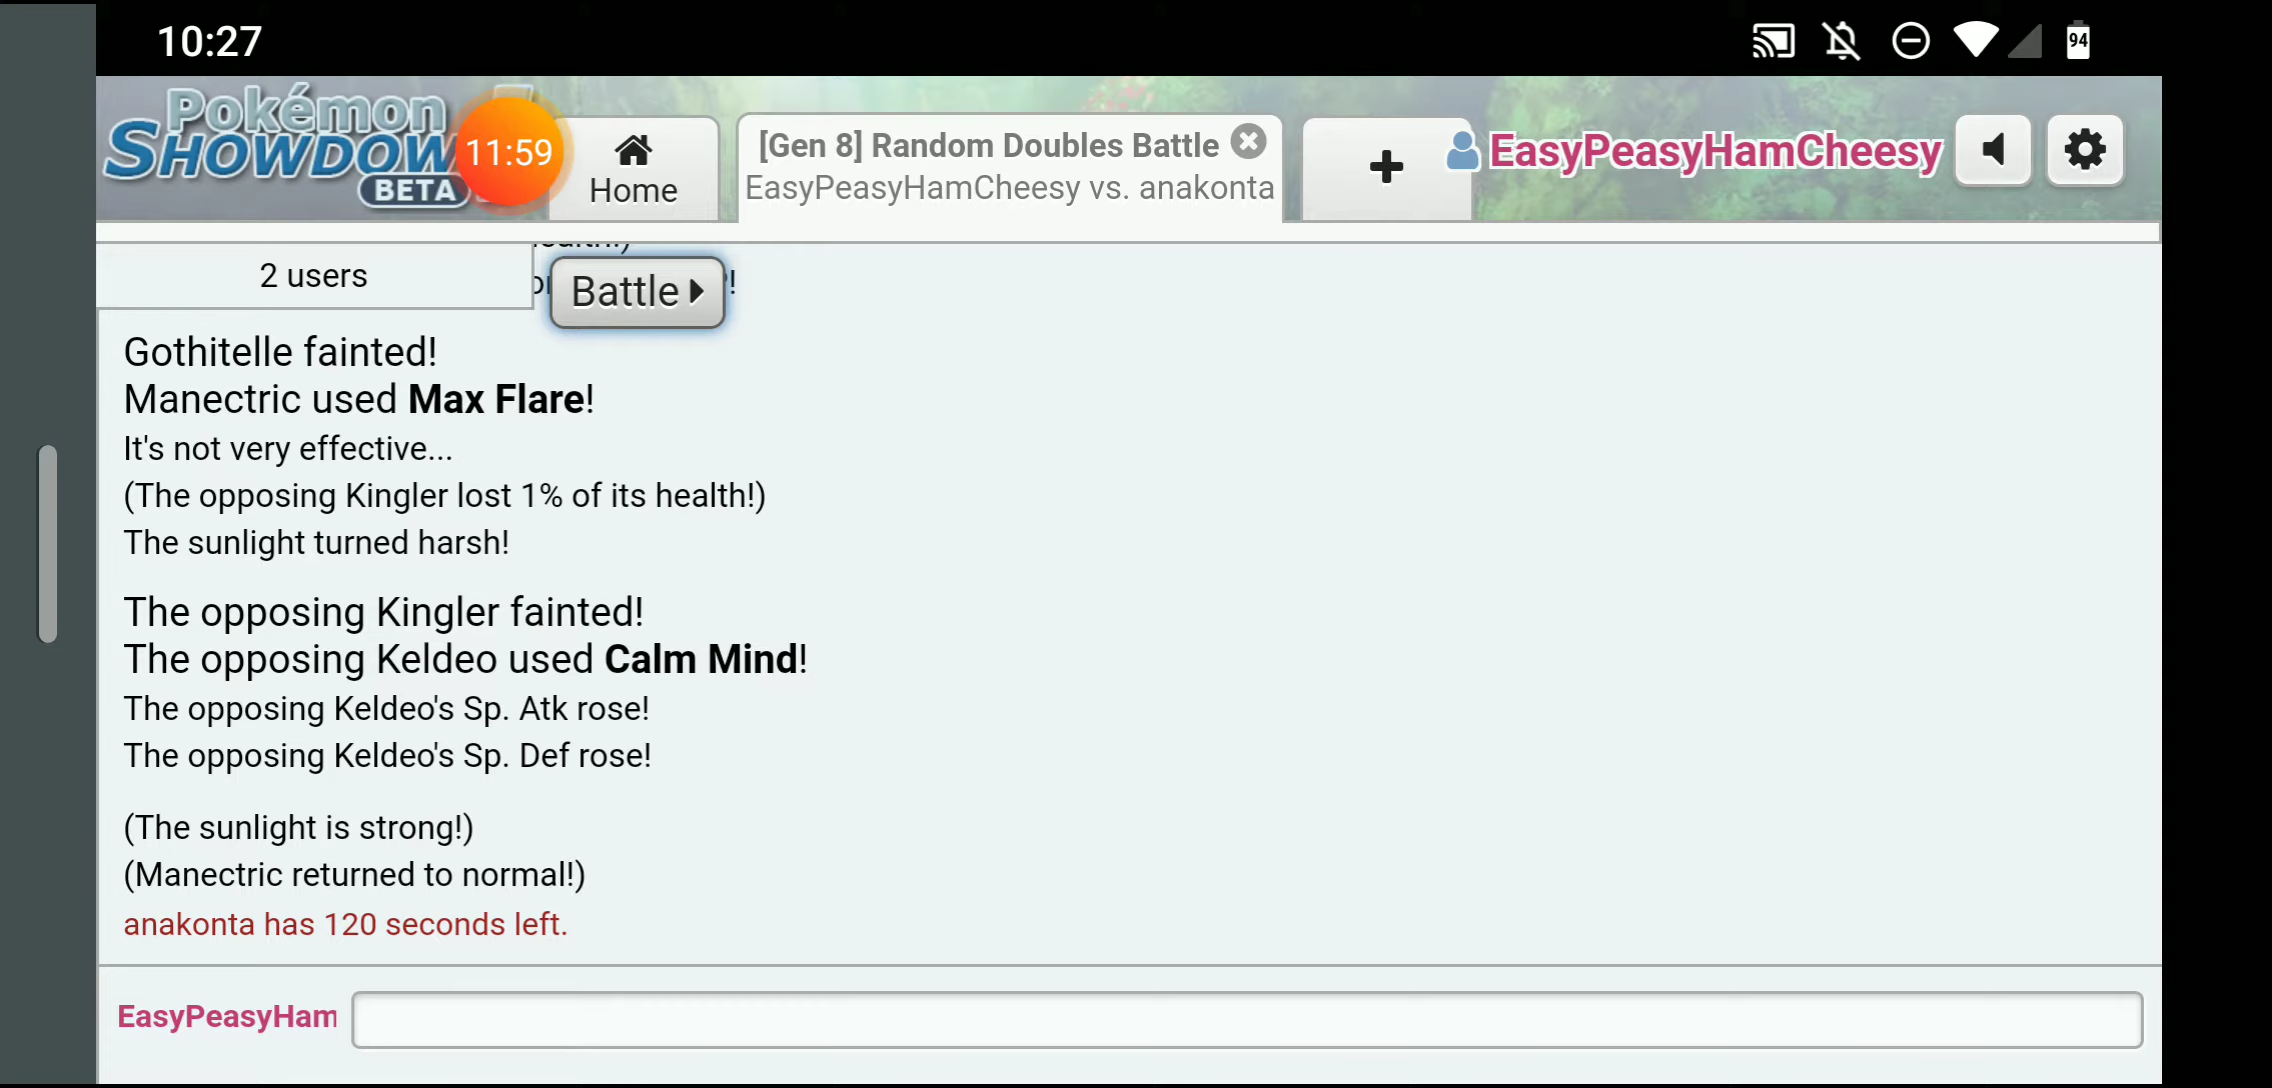 10:27
94
Pokémon
SHOWDOW
BETA
11:59
Home
[Gen 8] Random Doubles Battle
EasyPeasyHamCheesy vs. anakonta
+
EasyPeasyHamCheesy
2 users
Battle
!
Gothitelle fainted!
Manectric used Max Flare!
It's not very effective...
(The opposing Kingler lost 1% of its health!)
The sunlight turned harsh!
The opposing Kingler fainted!
The opposing Keldeo used Calm Mind!
The opposing Keldeo's Sp. Atk rose!
The opposing Keldeo's Sp. Def rose!
(The sunlight is strong!)
(Manectric returned to normal!)
anakonta has 120 seconds left.
EasyPeasyHam